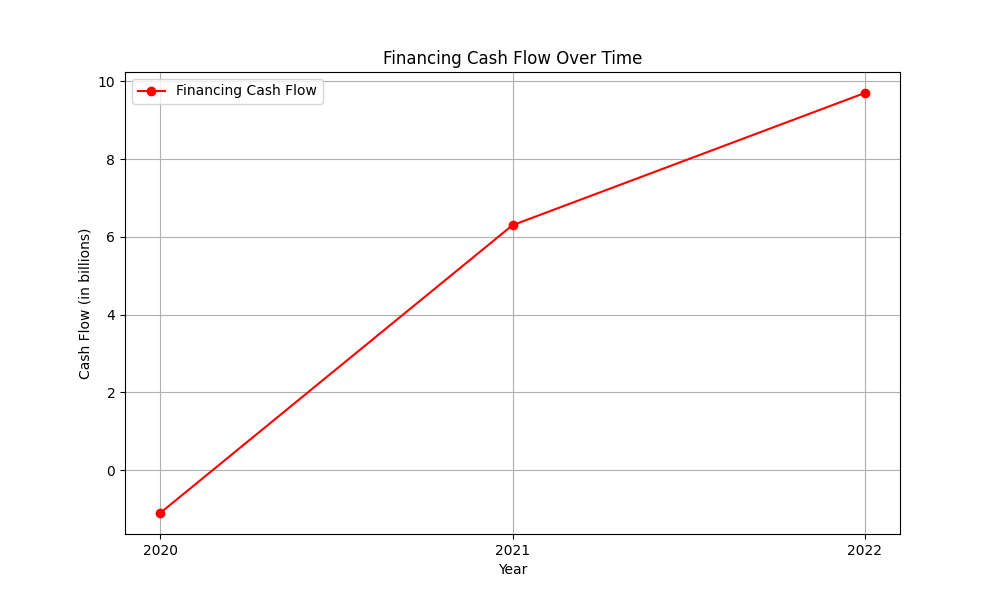 Financing Cash Flow Over Time
Financing Cash Flow
Cash Flow (in billions)
10
8
6
4
2
0
2020
2021
2022
Year